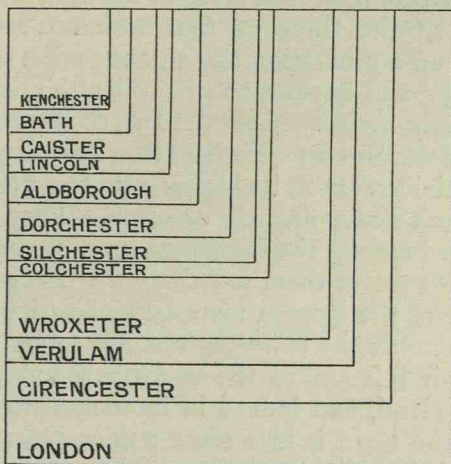 KENCHESTER
BATH
CAISTER
LINCOLN
ALDBOROUGH
DORCHESTER
SILCHESTER
COLCHESTER
WROXETER
VERULAM
CIRENCESTER
LONDON